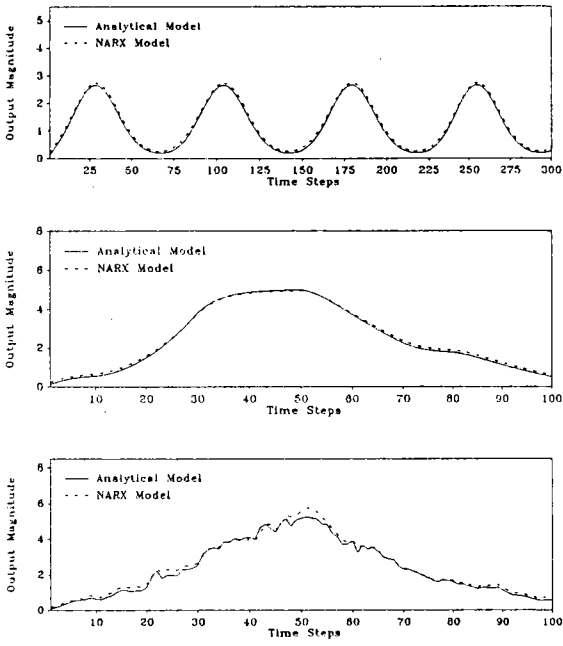 5
Analytical Model
NARX Model
4
3
2
1
0
Output Magnitude
25 50 75 100 125 150 175 200 225 250 275 300
Time Steps
8
Analytical Model
6
NARX Model
4
2
0
Output Magnitude
10 20 30 40 50 60 70 80 90 100
Time Steps
Analytical Model
6
NARX Model
4
2
0
Output Magnitude
10 20 30 40 50 60 70 80 90 100
Time Steps